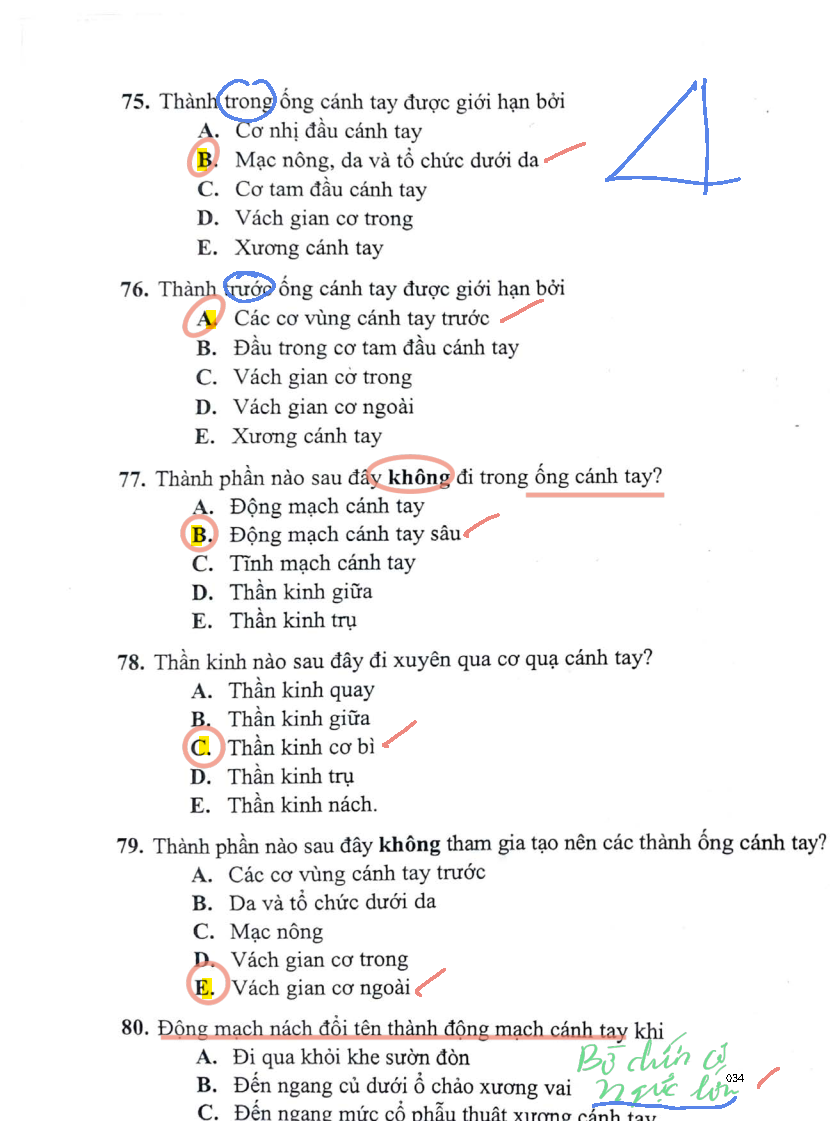 75. Thành trong ống cánh tay được giới hạn bởi
A. Cơ nhị đầu cánh tay
B. Mạc nông, da và tổ chức dưới da
C. Cơ tam đầu cánh tay
D. Vách gian cơ trong
E. Xương cánh tay
76. Thành trước ống cánh tay được giới hạn bởi
A. Các cơ vùng cánh tay trước
B. Đầu trong cơ tam đầu cánh tay
C. Vách gian cơ trong
D. Vách gian cơ ngoài
E. Xương cánh tay
77. Thành phần nào sau đây không đi trong ống cánh tay?
A. Động mạch cánh tay
B. Động mạch cánh tay sâu
C. Tĩnh mạch cánh tay
D. Thần kinh giữa
E. Thần kinh trụ
78. Thần kinh nào sau đây đi xuyên qua cơ quạ cánh tay?
A. Thần kinh quay
B. Thần kinh giữa
C. Thần kinh cơ bì
D. Thần kinh trụ
E. Thần kinh nách.
79. Thành phần nào sau đây không tham gia tạo nên các thành ống cánh tay?
A. Các cơ vùng cánh tay trước
B. Da và tổ chức dưới da
C. Mạc nông
D. Vách gian cơ trong
E. Vách gian cơ ngoài
80. Động mạch nách đổi tên thành động mạch cánh tay khi
A. Đi qua khỏi khe sườn đòn
B. Đến ngang củ dưới ổ chảo xương vai
Bờ dưới cơ
ngực lớn
034
C. Đến ngang mức cổ phẫu thuật xương cánh tay